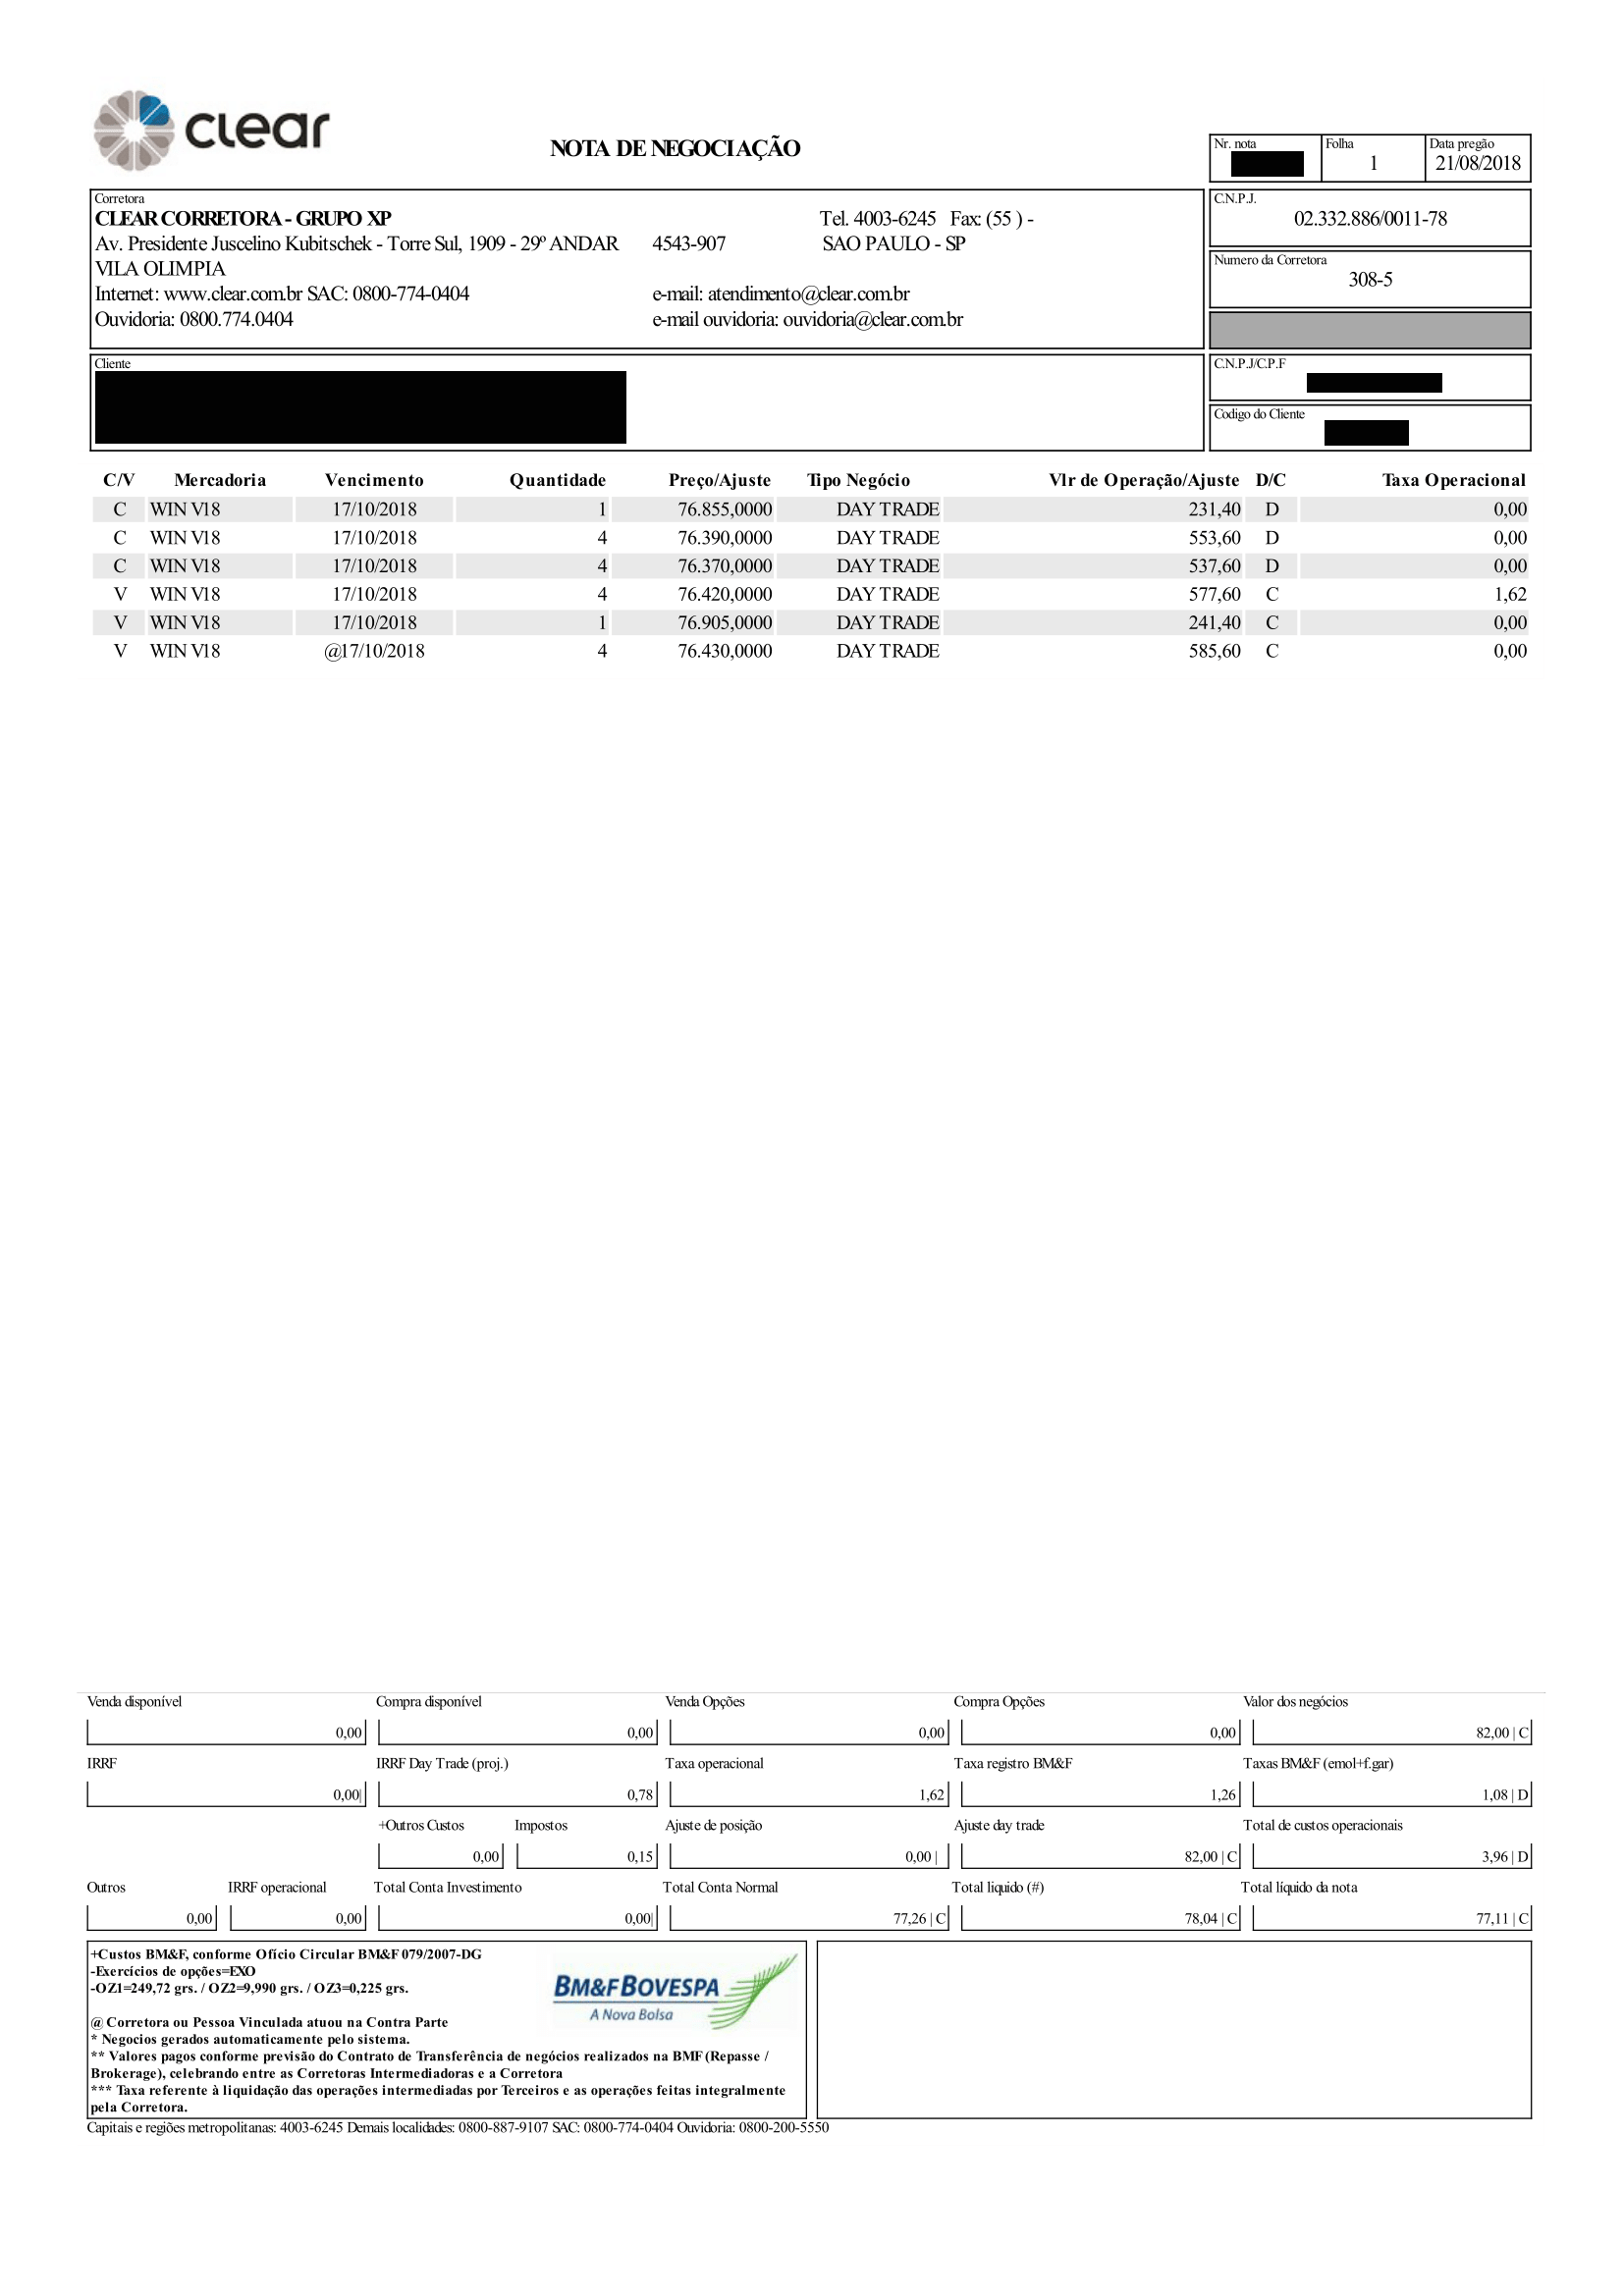 clear
NOTA DE NEGOCIAÇÃO
Nr. nota Folha Data pregão
1 21/08/2018
Corretora
CLEAR CORRETORA - GRUPO XP Tel. 4003-6245 Fax: (55 ) -
Av. Presidente Juscelino Kubitschek - Torre Sul, 1909 - 29º ANDAR 4543-907 SAO PAULO - SP
VILA OLIMPIA
Internet: www.clear.com.br SAC: 0800-774-0404 e-mail: atendimento@clear.com.br
Ouvidoria: 0800.774.0404 e-mail ouvidoria: ouvidoria@clear.com.br
C.N.P.J.
02.332.886/0011-78
Numero da Corretora
308-5
Cliente
C.N.P.J/C.P.F
Codigo do Cliente
C/V Mercadoria Vencimento Quantidade Preço/Ajuste Tipo Negócio Vlr de Operação/Ajuste D/C Taxa Operacional
C WIN V18 17/10/2018 1 76.855,0000 DAY TRADE 231,40 D 0,00
C WIN V18 17/10/2018 4 76.390,0000 DAY TRADE 553,60 D 0,00
C WIN V18 17/10/2018 4 76.370,0000 DAY TRADE 537,60 D 0,00
V WIN V18 17/10/2018 4 76.420,0000 DAY TRADE 577,60 C 1,62
V WIN V18 17/10/2018 1 76.905,0000 DAY TRADE 241,40 C 0,00
V WIN V18 @17/10/2018 4 76.430,0000 DAY TRADE 585,60 C 0,00
Venda disponível Compra disponível Venda Opções Compra Opções Valor dos negócios
0,00 0,00 0,00 0,00 82,00 | C
IRRF IRRF Day Trade (proj.) Taxa operacional Taxa registro BM&F Taxas BM&F (emol+f.gar)
0,00| 0,78 1,62 1,26 1,08 | D
+Outros Custos Impostos Ajuste de posição Ajuste day trade Total de custos operacionais
0,00 0,15 0,00 | 82,00 | C 3,96 | D
Outros IRRF operacional Total Conta Investimento Total Conta Normal Total liquido (#) Total líquido da nota
0,00 0,00 0,00| 77,26 | C 78,04 | C 77,11 | C
+Custos BM&F, conforme Ofício Circular BM&F 079/2007-DG
-Exercícios de opções=EXO
-OZ1=249,72 grs. / OZ2=9,990 grs. / OZ3=0,225 grs.
BM&FBOVESPA
A Nova Bolsa
@ Corretora ou Pessoa Vinculada atuou na Contra Parte
* Negocios gerados automaticamente pelo sistema.
** Valores pagos conforme previsão do Contrato de Transferência de negócios realizados na BMF (Repasse /
Brokerage), celebrando entre as Corretoras Intermediadoras e a Corretora
*** Taxa referente à liquidação das operações intermediadas por Terceiros e as operações feitas integralmente
pela Corretora.
Capitais e regiões metropolitanas: 4003-6245 Demais localidades: 0800-887-9107 SAC: 0800-774-0404 Ouvidoria: 0800-200-5550